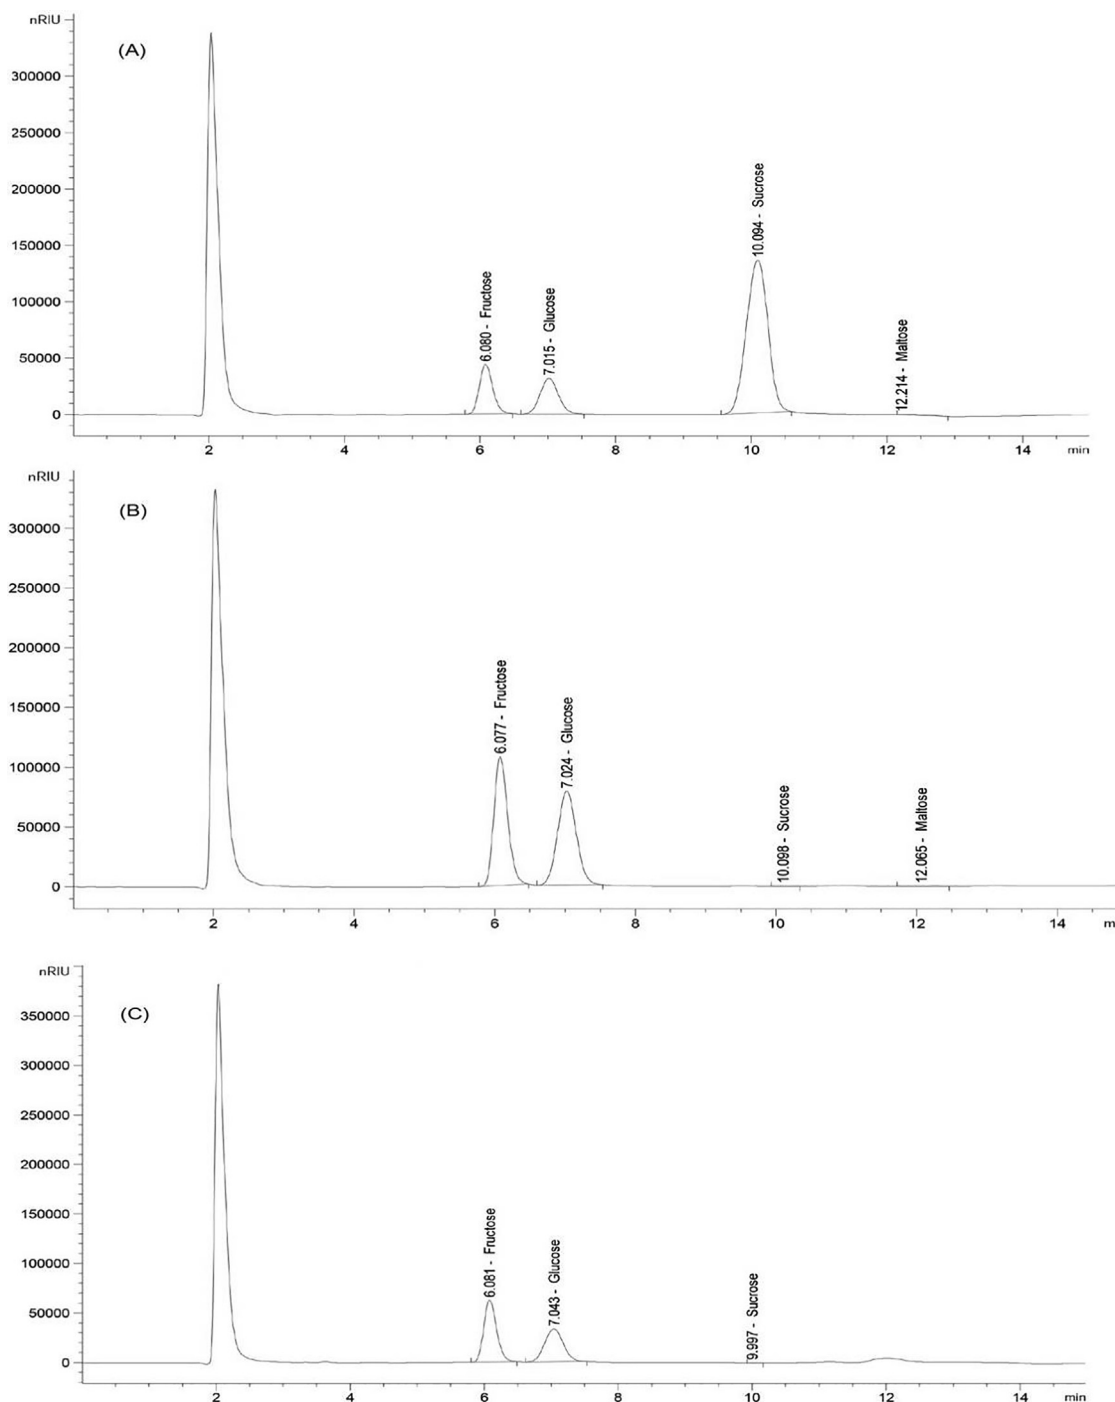 nRIU
(A)
300000
250000
200000
150000
100000
50000
0
6.080 - Fructose
7.015 - Glucose
10.094 - Sucrose
12.214 - Maltose
2 4 6 8 10 12 14 min
nRIU
(B)
300000
250000
200000
150000
100000
50000
0
6.077 - Fructose
7.024 - Glucose
10.098 - Sucrose
12.065 - Maltose
2 4 6 8 10 12 14 m
nRIU
(C)
350000
300000
250000
200000
150000
100000
50000
0
6.081 - Fructose
7.043 - Glucose
9.997 - Sucrose
2 4 6 8 10 12 14 min